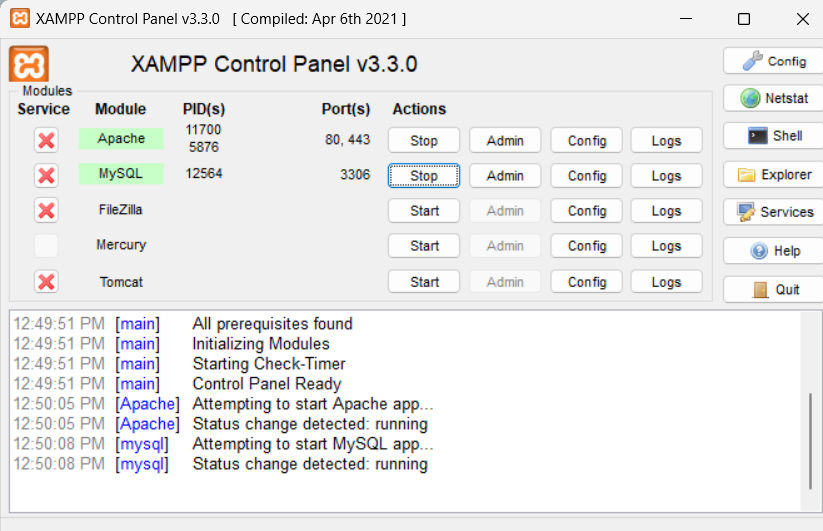 XAMPP Control Panel v3.3.0 [ Compiled: Apr 6th 2021 ]
XAMPP Control Panel v3.3.0
Config
Modules
Service Module PID(s) Port(s) Actions
Netstat
Apache 11700 5876 80, 443 Stop Admin Config Logs
Shell
MySQL 12564 3306 Stop Admin Config Logs
Explorer
FileZilla Start Admin Config Logs
Services
Mercury Start Admin Config Logs
Help
Tomcat Start Admin Config Logs
Quit
12:49:51 PM [main] All prerequisites found
12:49:51 PM [main] Initializing Modules
12:49:51 PM [main] Starting Check-Timer
12:49:51 PM [main] Control Panel Ready
12:50:05 PM [Apache] Attempting to start Apache app...
12:50:05 PM [Apache] Status change detected: running
12:50:08 PM [mysql] Attempting to start MySQL app...
12:50:08 PM [mysql] Status change detected: running